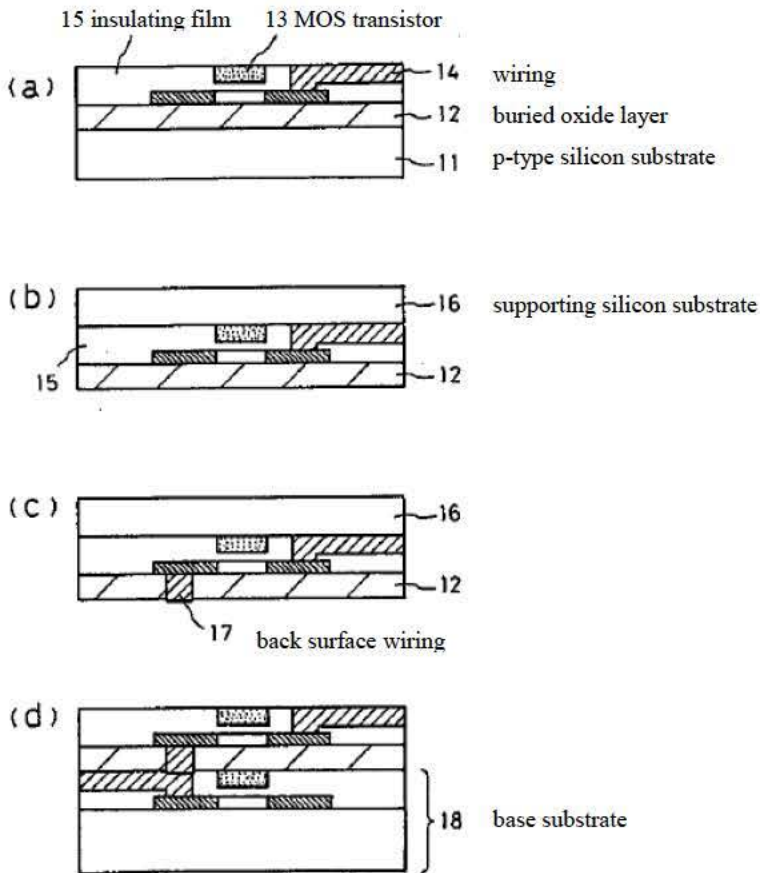 15 insulating film 13 MOS transistor
(a) 14 wiring
12 buried oxide layer
11 p-type silicon substrate
(b) 16 supporting silicon substrate
15 12
(c) 16
12
17 back surface wiring
(d)
18 base substrate